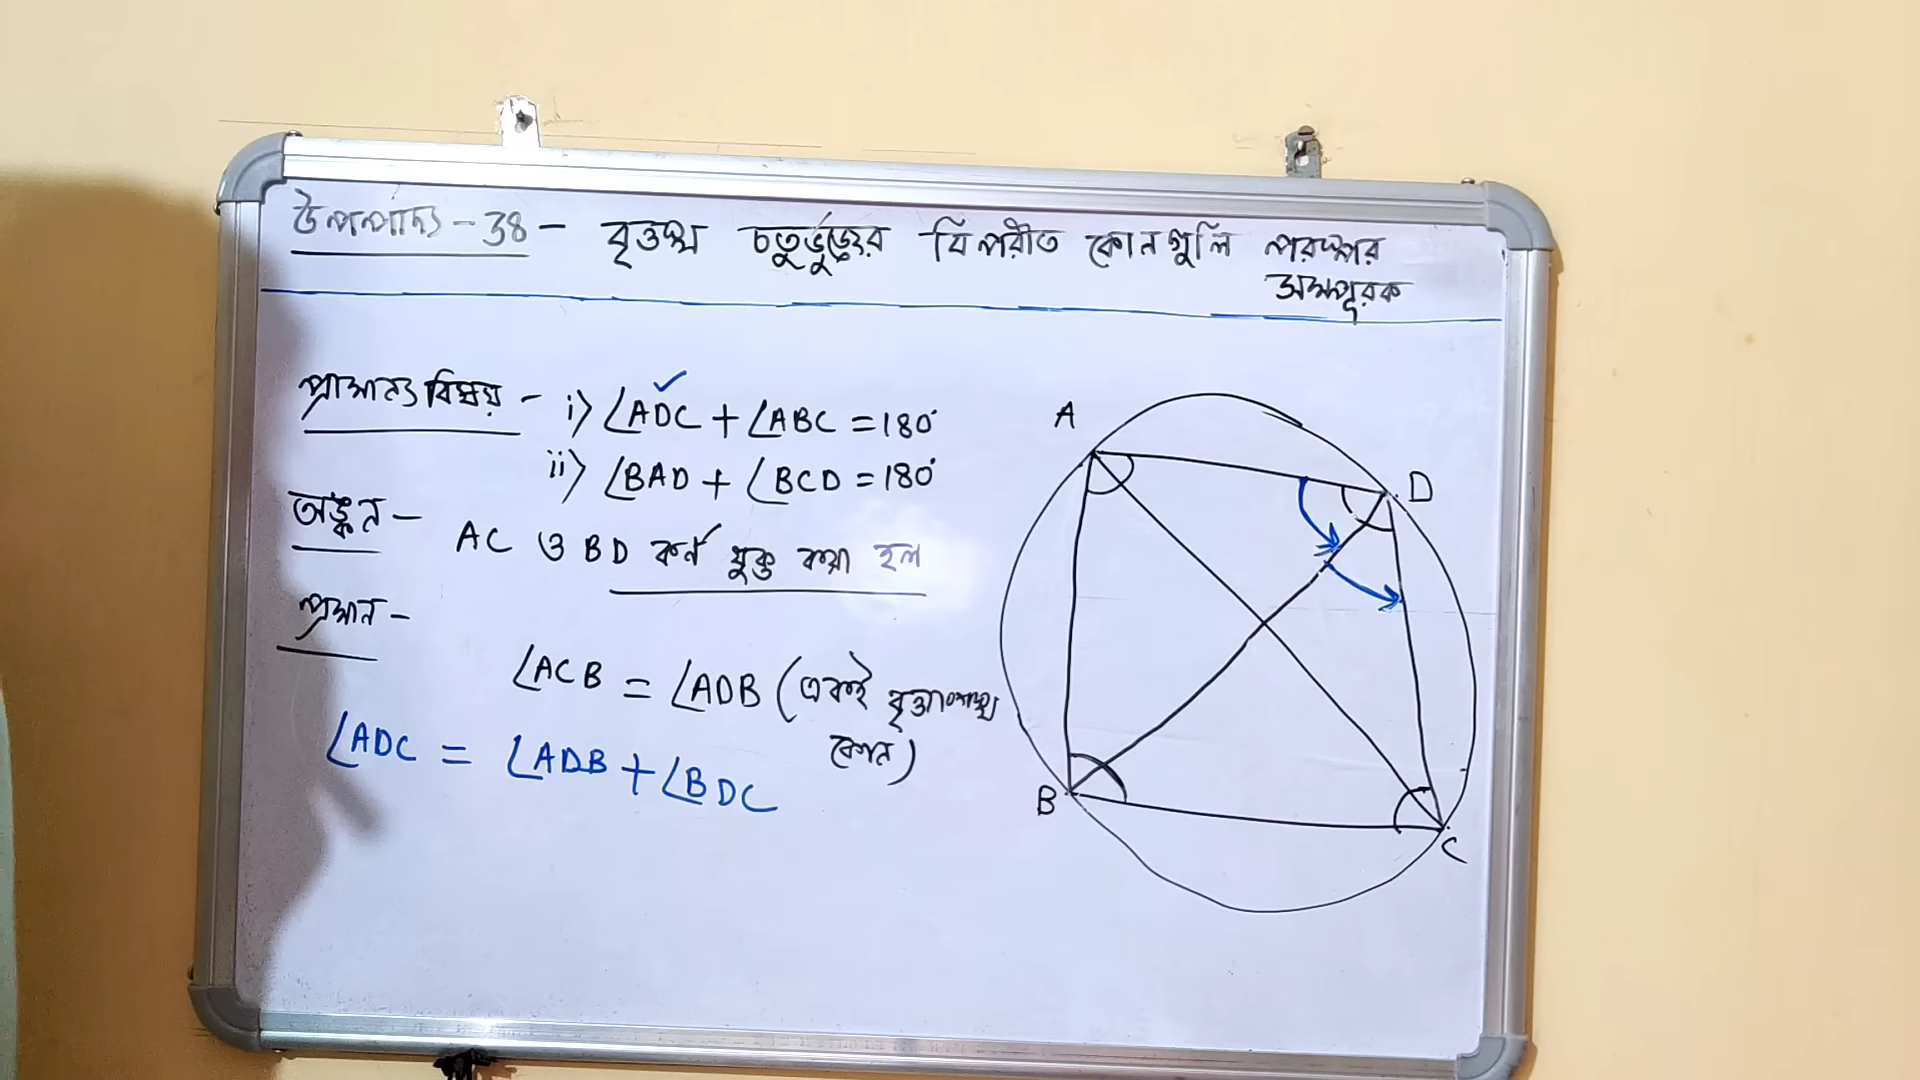 উপপাদ্য - 38 - বৃত্তস্থ চতুর্ভুজের বিপরীত কোনগুলি পরস্পর
সম্পূরক
প্রামান্য বিষয় - i) ∠ADC + ∠ABC = 180°
ii) ∠BAD + ∠BCD = 180°
অঙ্কন - AC ও BD কর্ন যুক্ত করা হল
প্রমান -
∠ACB = ∠ADB (একই বৃত্তাংশস্থ
কোন)
∠ADC = ∠ADB + ∠BDC
A
D
B
C